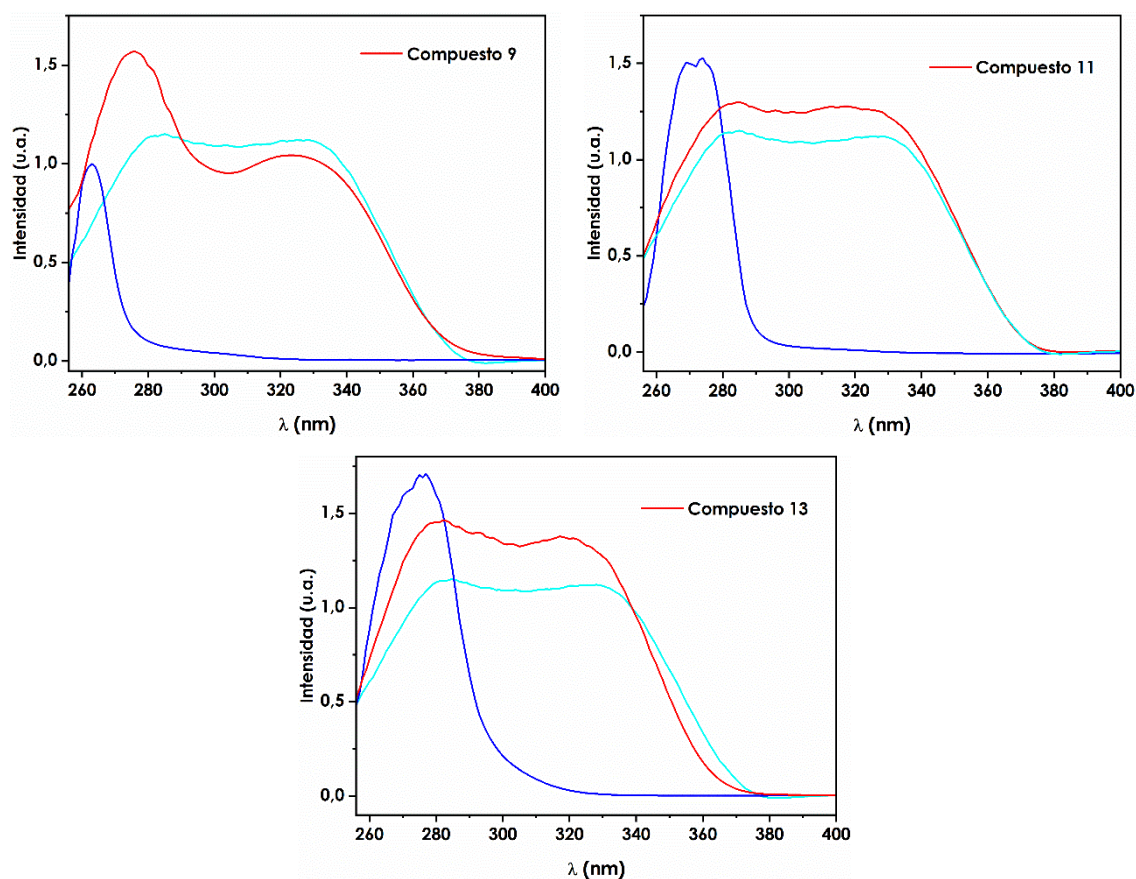 Compuesto 9
Intensidad (u.a.)
1,5
1,0
0,5
0,0
260 280 300 320 340 360 380 400
λ (nm)
Compuesto 11
Intensidad (u.a.)
1,5
1,0
0,5
0,0
260 280 300 320 340 360 380 400
λ (nm)
Compuesto 13
Intensidad (u.a.)
1,5
1,0
0,5
0,0
260 280 300 320 340 360 380 400
λ (nm)